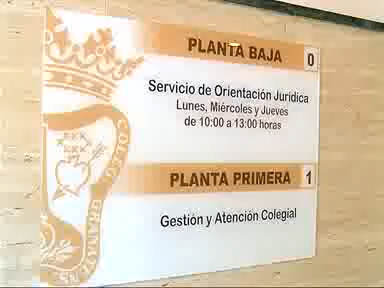 PLANTA BAJA 0
Servicio de Orientación Jurídica
Lunes, Miércoles y Jueves
de 10:00 a 13:00 horas
PLANTA PRIMERA 1
Gestión y Atención Colegial